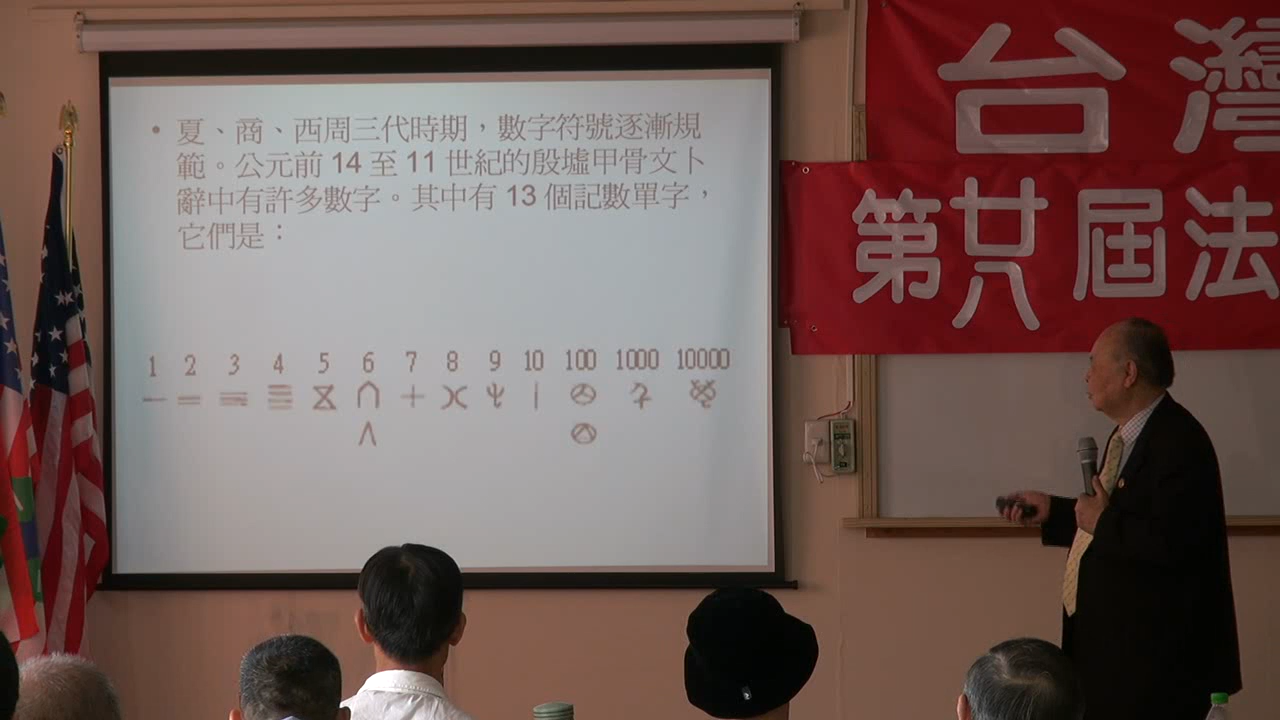 • 夏、商、西周三代時期，數字符號逐漸規
範。公元前 14 至 11 世紀的殷墟甲骨文卜
辭中有許多數字。其中有 13 個記數單字，
它們是：
1 2 3 4 5 6 7 8 9 10 100 1000 10000
台灣
第廿八屆法